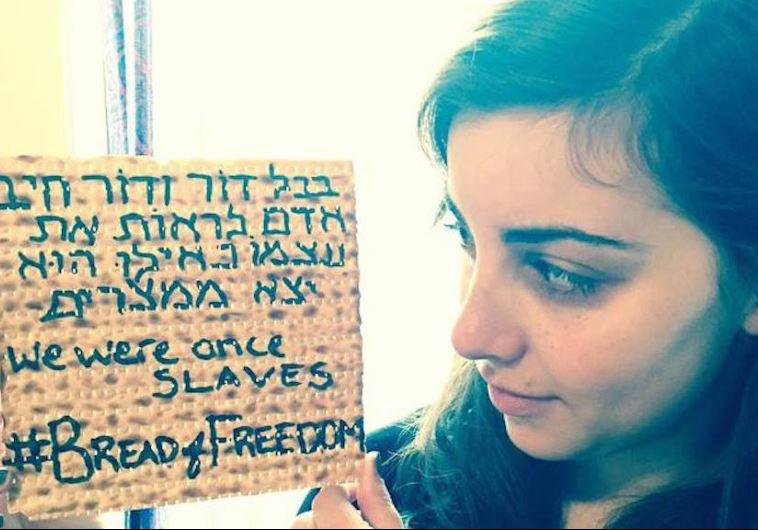 בכל דור ודור חיב
אדם לראות את
עצמו כאילו הוא
יצא ממצרים
We were once
SLAVES
#BREAD of FREEDOM